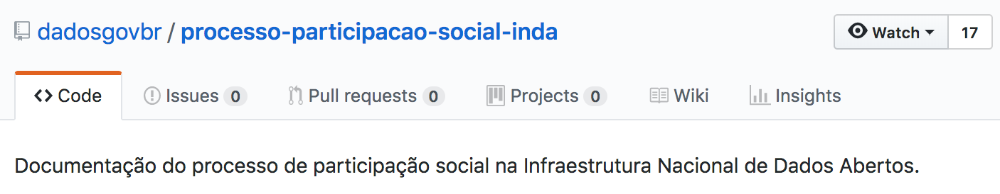 dadosgovbr / processo-participacao-social-inda Watch 17
Code Issues 0 Pull requests 0 Projects 0 Wiki Insights
Documentação do processo de participação social na Infraestrutura Nacional de Dados Abertos.